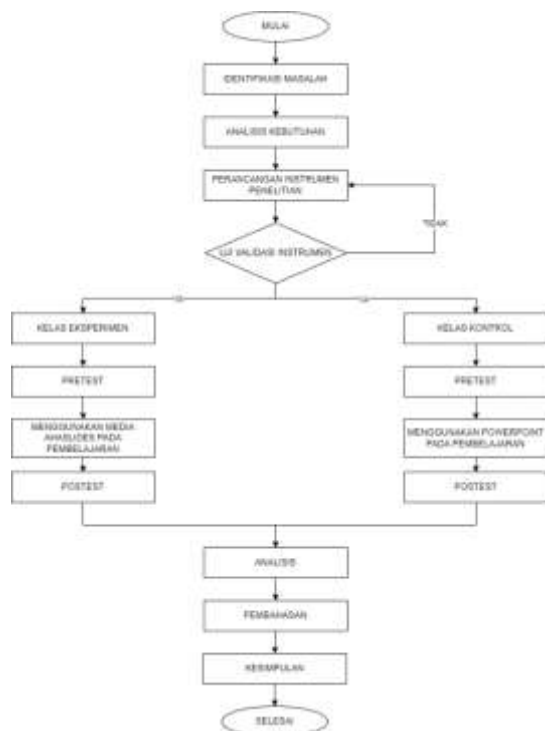 MULAI
IDENTIFIKASI MASALAH
ANALISIS KEBUTUHAN
PERANCANGAN INSTRUMEN
PENELITIAN
TIDAK
UJI VALIDASI INSTRUMEN
KELAS EKSPERIMEN
KELAS KONTROL
PRETEST
PRETEST
MENGGUNAKAN MEDIA
AHASLIDES PADA
PEMBELAJARAN
MENGGUNAKAN POWERPOINT
PADA PEMBELAJARAN
POSTEST
POSTEST
ANALISIS
PEMBAHASAN
KESIMPULAN
SELESAI